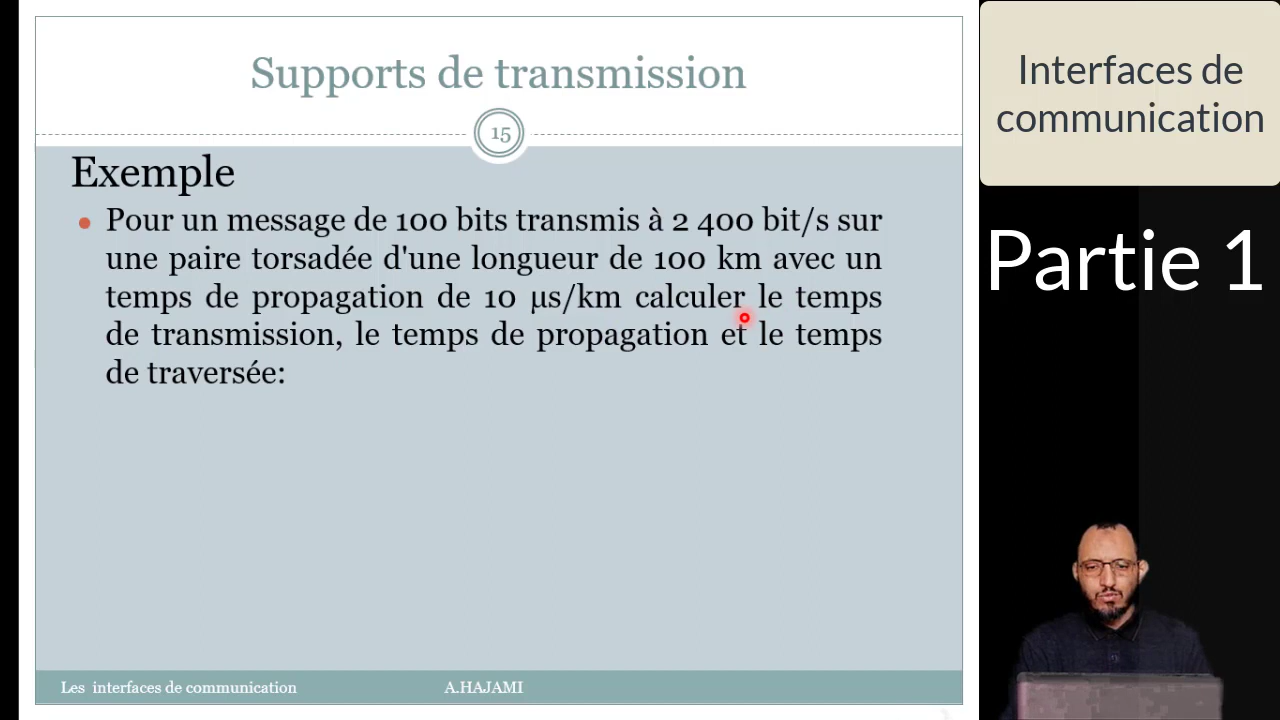 Supports de transmission
15
Exemple
Pour un message de 100 bits transmis à 2 400 bit/s sur
une paire torsadée d'une longueur de 100 km avec un
temps de propagation de 10 µs/km calculer le temps
de transmission, le temps de propagation et le temps
de traversée:
Les interfaces de communication
A.HAJAMI
Interfaces de
communication
Partie 1